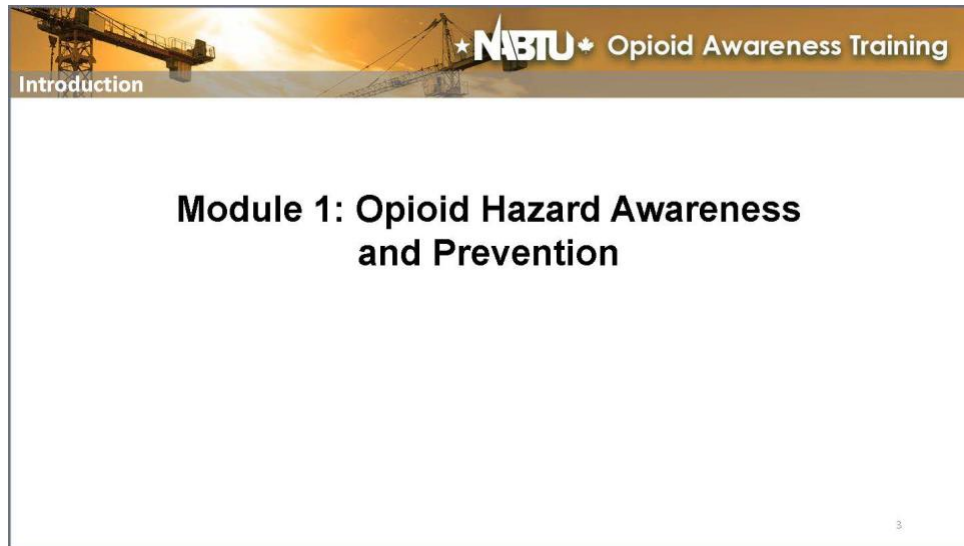 NABTU Opioid Awareness Training
Introduction
Module 1: Opioid Hazard Awareness
and Prevention
3